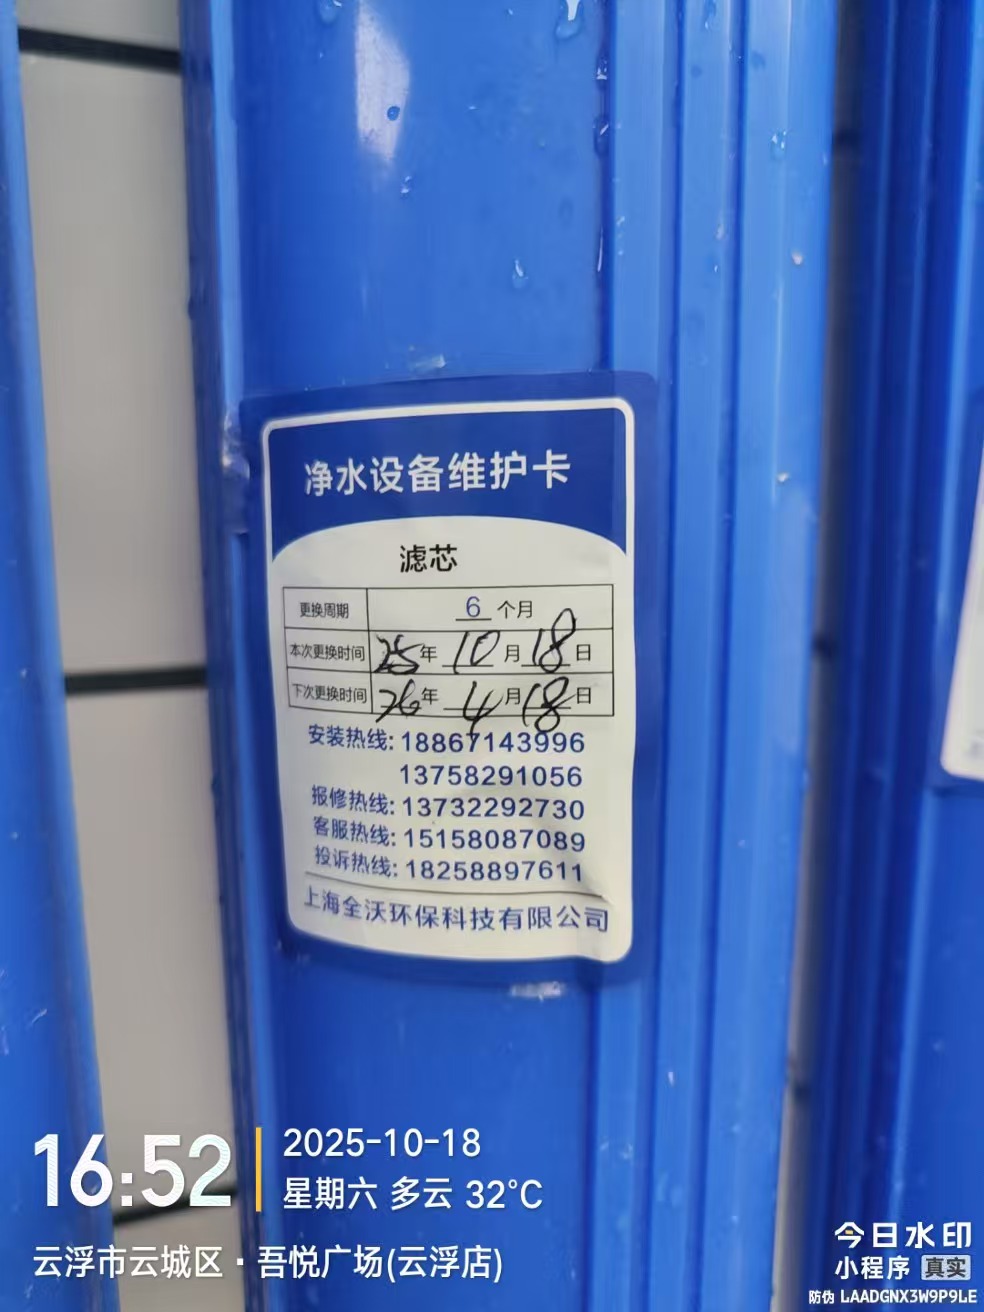 净水设备维护卡
滤芯
更换周期 6 个月
本次更换时间 25年 10 月 18 日
下次更换时间 26年 4 月 18 日
安装热线: 18867143996
13758291056
报修热线: 13732292730
客服热线: 15158087089
投诉热线: 18258897611
上海全沃环保科技有限公司
16:52
2025-10-18
星期六 多云 32°C
云浮市云城区·吾悦广场(云浮店)
今日水印
小程序 真实
防伪 LAADGNX3W9P9LE